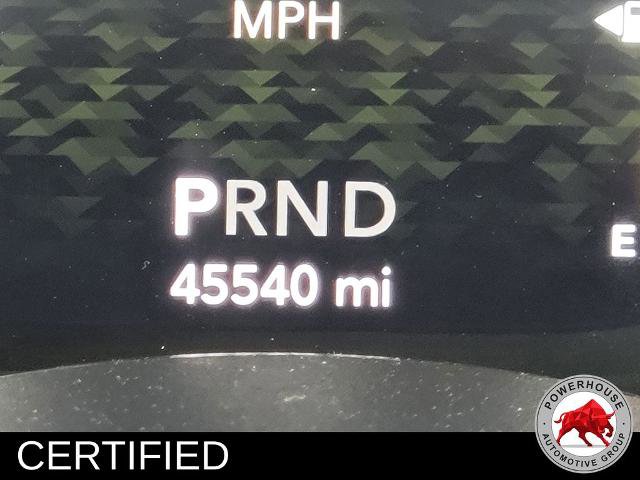 MPH
PRND
E
45540 mi
POWERHOUSE
AUTOMOTIVE GROUP
CERTIFIED